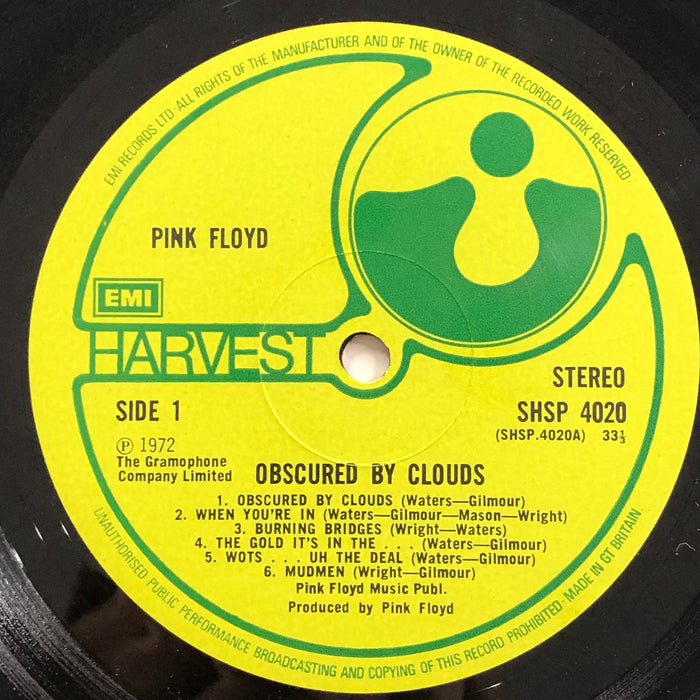 EMI RECORDS LTD· ALL RIGHTS OF THE MANUFACTURER AND OF THE OWNER OF THE RECORDED WORK RESERVED
PINK FLOYD
EMI
HARVEST
STEREO
SIDE 1
SHSP 4020
(SHSP.4020A) 33⅓
Ⓟ 1972
The Gramophone
Company Limited
OBSCURED BY CLOUDS
1. OBSCURED BY CLOUDS (Waters—Gilmour)
2. WHEN YOU'RE IN (Waters—Gilmour—Mason—Wright)
3. BURNING BRIDGES (Wright—Waters)
4. THE GOLD IT'S IN THE . . . (Waters—Gilmour)
5. WOTS . . . UH THE DEAL (Waters—Gilmour)
6. MUDMEN (Wright—Gilmour)
Pink Floyd Music Publ.
Produced by Pink Floyd
UNAUTHORISED PUBLIC PERFORMANCE BROADCASTING AND COPYING OF THIS RECORD PROHIBITED· MADE IN GT BRITAIN